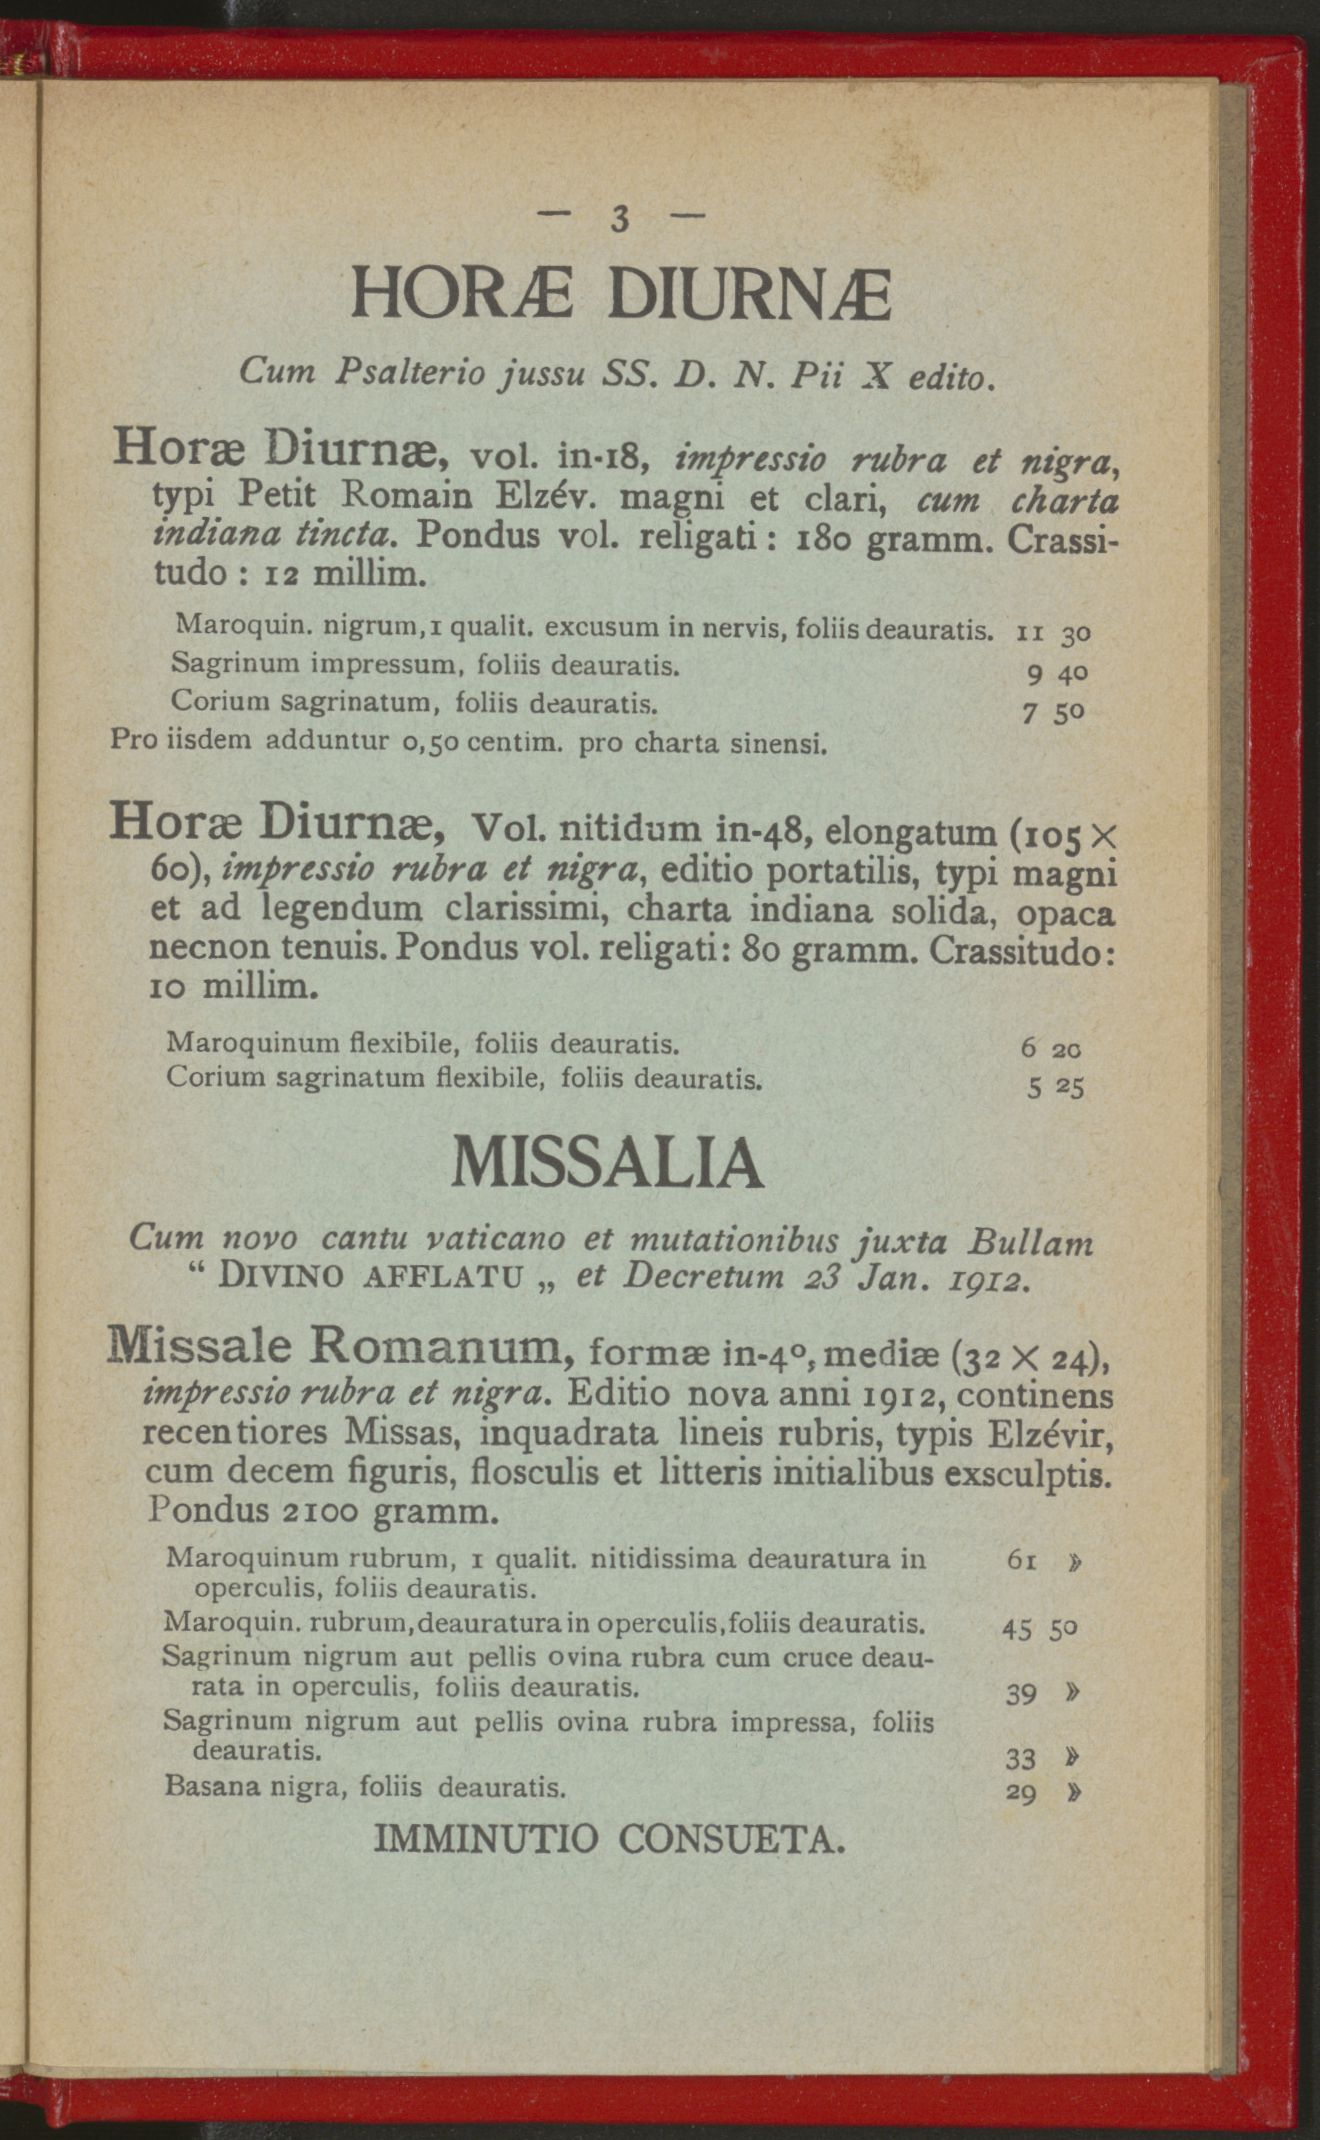 — 3 —
HORÆ DIURNÆ
Cum Psalterio jussu SS. D. N. Pii X edito.
Horæ Diurnæ, vol. in-18, impressio rubra et nigra,
typi Petit Romain Elzév. magni et clari, cum charta
indiana tincta. Pondus vol. religati : 180 gramm. Crassi-
tudo : 12 millim.
Maroquin. nigrum, 1 qualit. excusum in nervis, foliis deauratis. 11 30
Sagrinum impressum, foliis deauratis. 9 40
Corium sagrinatum, foliis deauratis. 7 50
Pro iisdem adduntur 0,50 centim. pro charta sinensi.
Horæ Diurnæ, Vol. nitidum in-48, elongatum (105 ×
60), impressio rubra et nigra, editio portatilis, typi magni
et ad legendum clarissimi, charta indiana solida, opaca
necnon tenuis. Pondus vol. religati : 80 gramm. Crassitudo :
10 millim.
Maroquinum flexibile, foliis deauratis. 6 20
Corium sagrinatum flexibile, foliis deauratis. 5 25
MISSALIA
Cum novo cantu vaticano et mutationibus juxta Bullam
“ DIVINO AFFLATU „ et Decretum 23 Jan. 1912.
Missale Romanum, formæ in-4°, mediæ (32 × 24),
impressio rubra et nigra. Editio nova anni 1912, continens
recentiores Missas, inquadrata lineis rubris, typis Elzévir,
cum decem figuris, flosculis et litteris initialibus exsculptis.
Pondus 2100 gramm.
Maroquinum rubrum, 1 qualit. nitidissima deauratura in 61 »
operculis, foliis deauratis.
Maroquin. rubrum, deauratura in operculis, foliis deauratis. 45 50
Sagrinum nigrum aut pellis ovina rubra cum cruce deau-
rata in operculis, foliis deauratis. 39 »
Sagrinum nigrum aut pellis ovina rubra impressa, foliis
deauratis. 33 »
Basana nigra, foliis deauratis. 29 »
IMMINUTIO CONSUETA.